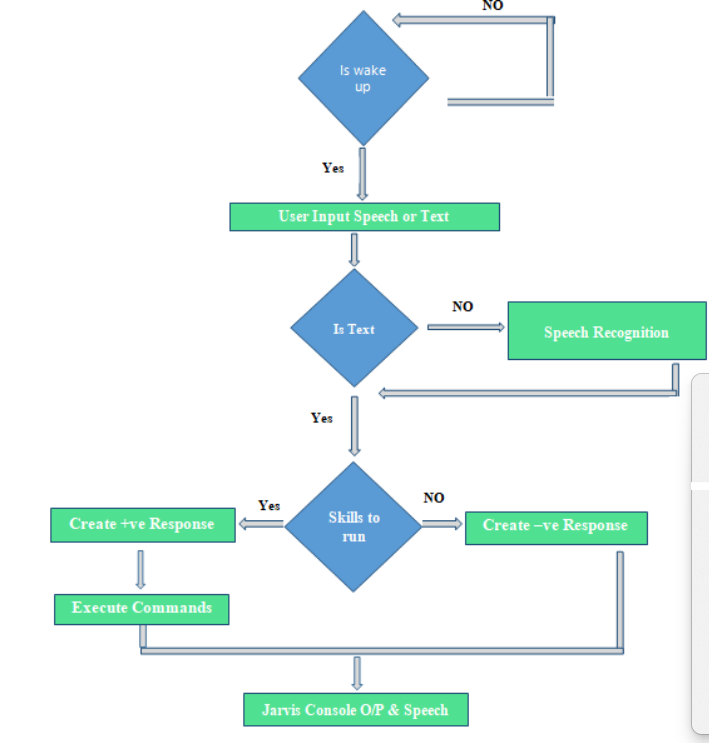 NO
Is wake
up
Yes
User Input Speech or Text
NO
Is Text
Speech Recognition
Yes
Skills to
run
Yes
NO
Create +ve Response
Create –ve Response
Execute Commands
Jarvis Console O/P & Speech